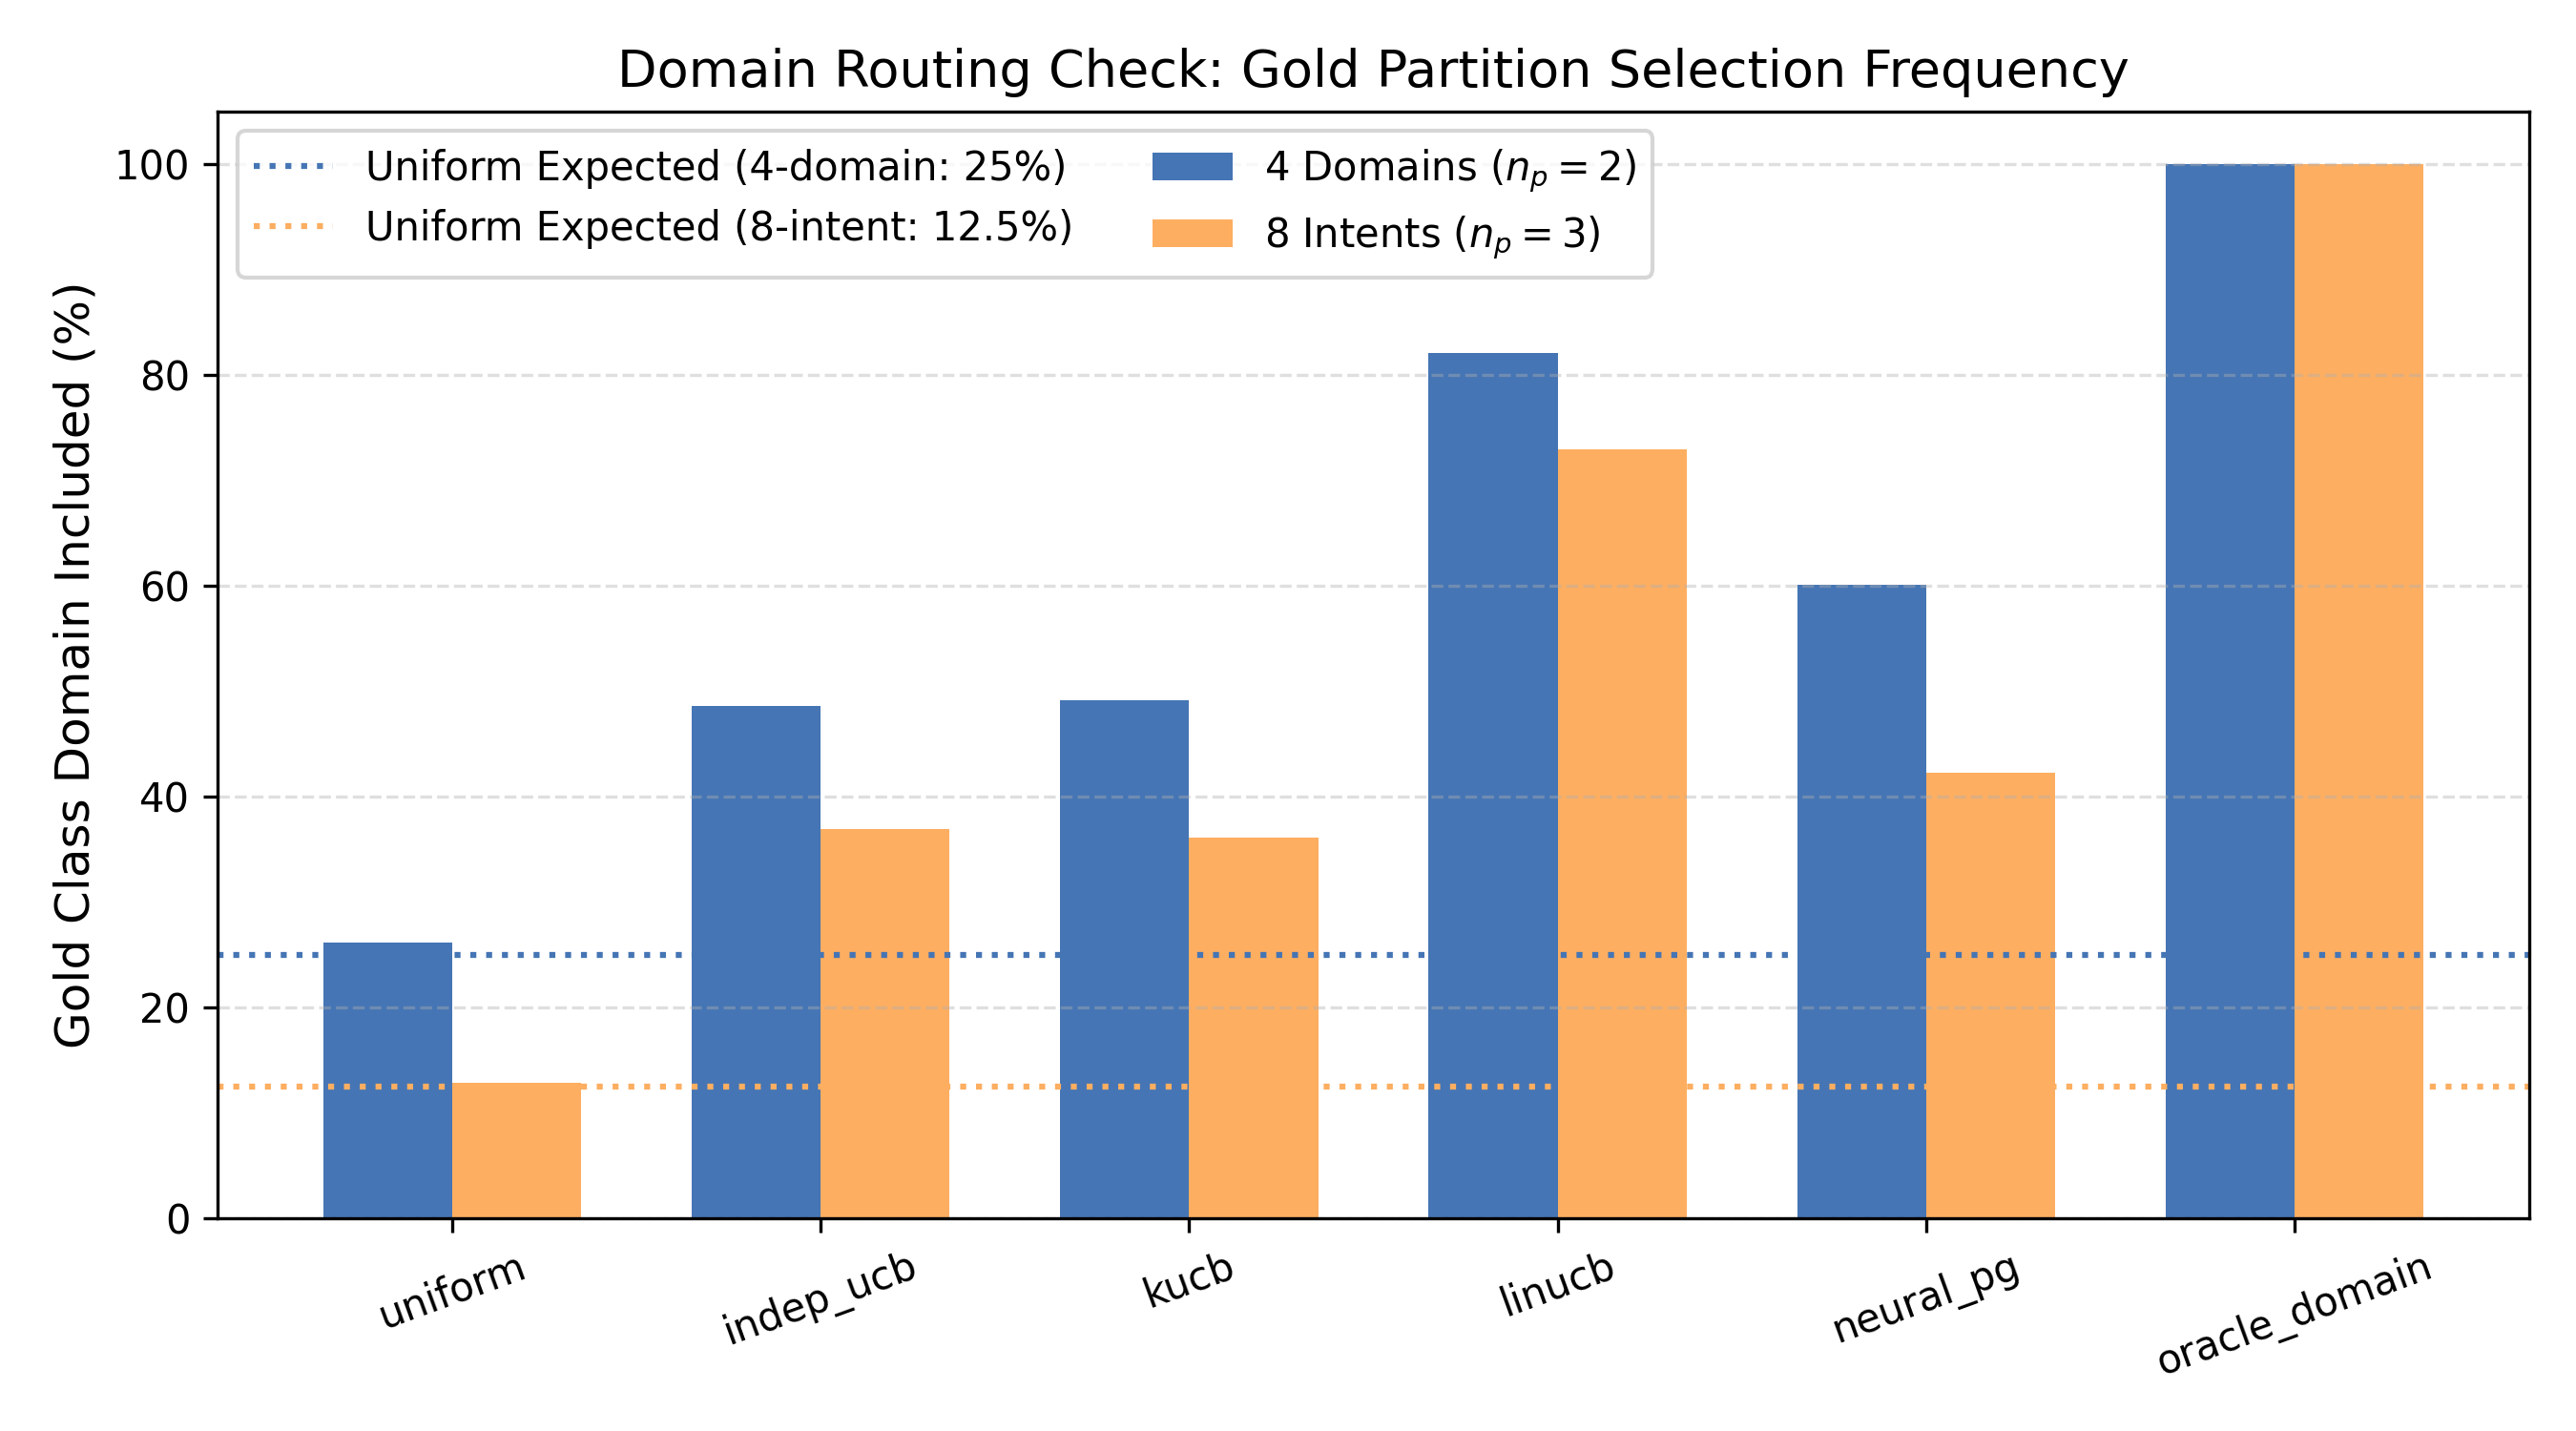 Domain Routing Check: Gold Partition Selection Frequency
Uniform Expected (4-domain: 25%)
Uniform Expected (8-intent: 12.5%)
4 Domains (n_p = 2)
8 Intents (n_p = 3)
Gold Class Domain Included (%)
100
80
60
40
20
0
uniform
indep_ucb
kucb
linucb
neural_pg
oracle_domain